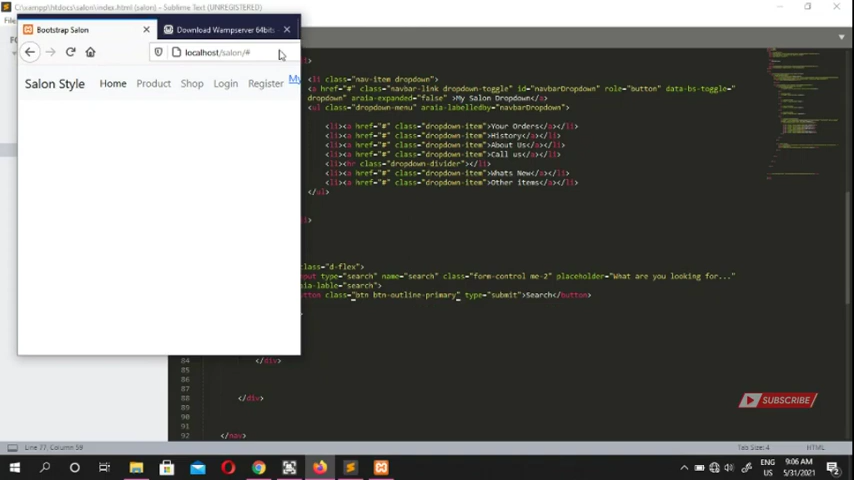 C:\xampp\htdocs\salon\index.html (salon) - Sublime Text (UNREGISTERED)
Bootstrap Salon
Download Wampserver 64bits
localhost/salon/#
Salon Style Home Product Shop Login Register My
<li class="nav-item dropdown">
<a href="#" class="navbar-link dropdown-toggle" id="navbarDropdown" role="button" data-bs-toggle="
dropdown" araia-expanded="false" >My Salon Dropdown</a>
<ul class="dropdown-menu" araia-labelledby="navbarDropdown">
<li><a href="#" class="dropdown-item">Your Orders</a></li>
<li><a href="#" class="dropdown-item">History</a></li>
<li><a href="#" class="dropdown-item">About Us</a></li>
<li><a href="#" class="dropdown-item">Call us</a></li>
<li><hr class="dropdown-divider"></li>
<li><a href="#" class="dropdown-item">Whats New</a></li>
<li><a href="#" class="dropdown-item">Other items</a></li>
</ul>
class="d-flex">
type="search" name="search" class="form-control me-2" placeholder="What are you looking for..."
class="btn btn-outline-primary" type="submit">Search</button>
84 </div>
85
86
87
88 </div>
89
90
91
92 </nav>
SUBSCRIBE
Line 77, Column 59
Tab Size: 4 HTML
ENG
US
9:06 AM
5/31/2021